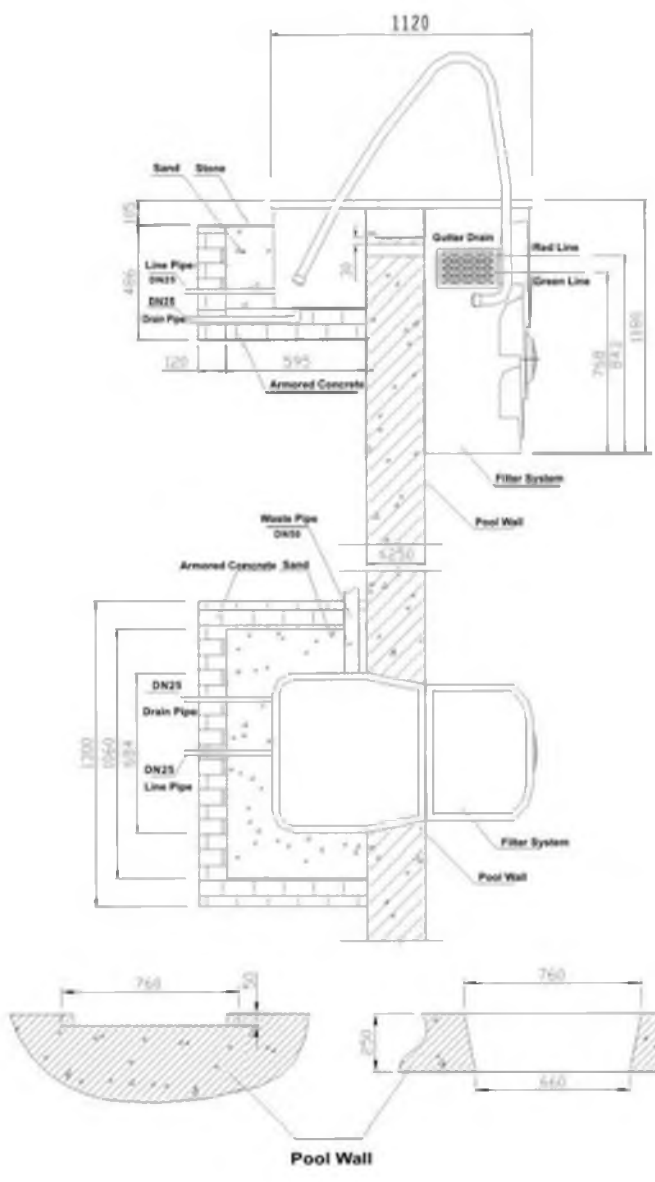 1120
Sand Stone
105
Gutter Drain
Red Line
Line Pipe
DN25
30
Green Line
486
DN25
Drain Pipe
758
843
1180
120
595
Armored Concrete
Filter System
Waste Pipe
DN50
Pool Wall
≤250
Armored Concrete Sand
DN25
Drain Pipe
1300
1060
DN25
Line Pipe
Filter System
Pool Wall
760
50
760
250
660
Pool Wall